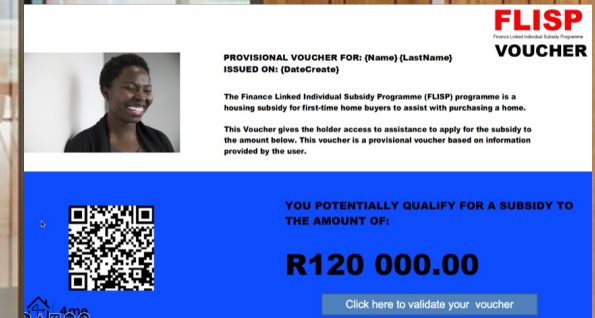 FLISP
Finance Linked Individual Subsidy Programme
VOUCHER
PROVISIONAL VOUCHER FOR: {Name} {LastName}
ISSUED ON: {DateCreate}
The Finance Linked Individual Subsidy Programme (FLISP) programme is a
housing subsidy for first-time home buyers to assist with purchasing a home.
This Voucher gives the holder access to assistance to apply for the subsidy to
the amount below. This voucher is a provisional voucher based on information
provided by the user.
YOU POTENTIALLY QUALIFY FOR A SUBSIDY TO
THE AMOUNT OF:
R120 000.00
Click here to validate your voucher
4me